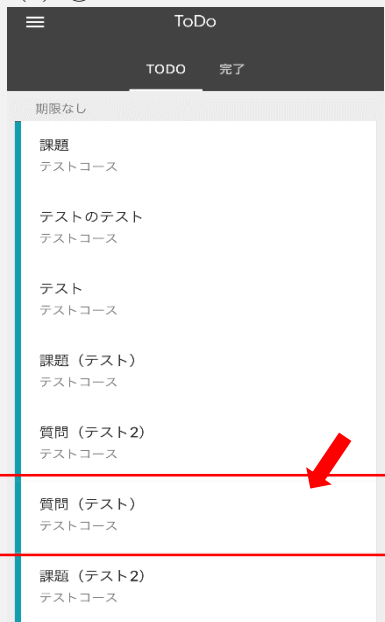 ToDo
TODO 完了
期限なし
課題
テストコース
テストのテスト
テストコース
テスト
テストコース
課題（テスト）
テストコース
質問（テスト2）
テストコース
質問（テスト）
テストコース
課題（テスト2）
テストコース